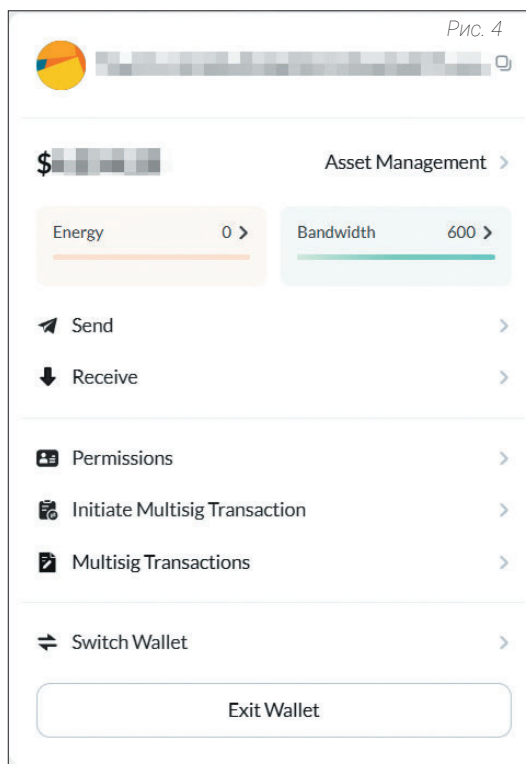 Рис. 4
$
Asset Management
Energy 0
Bandwidth 600
Send
Receive
Permissions
Initiate Multisig Transaction
Multisig Transactions
Switch Wallet
Exit Wallet